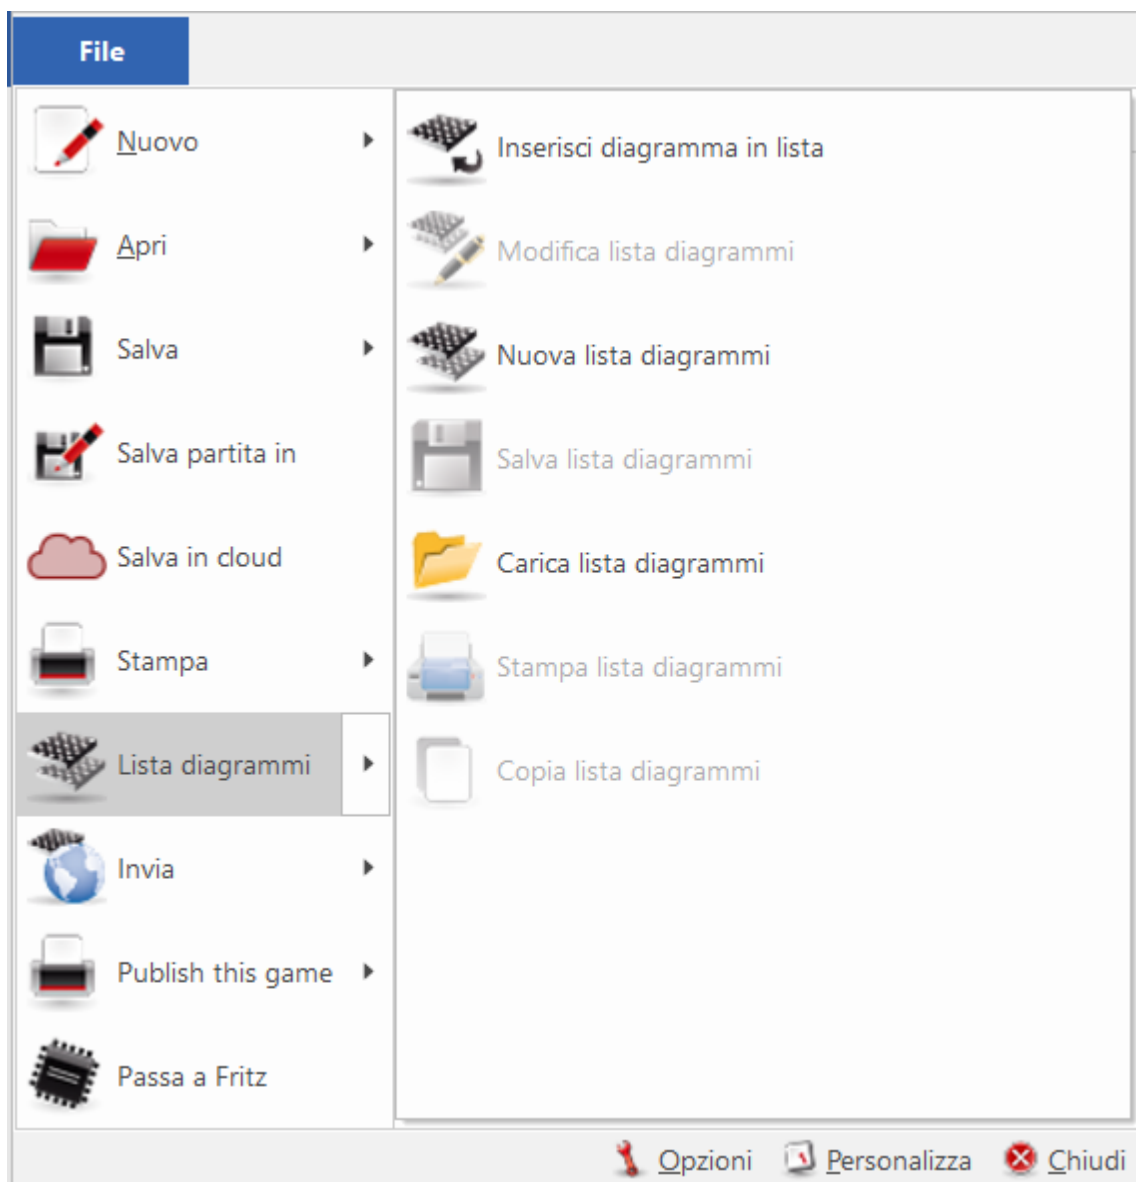 File
Nuovo
Apri
Salva
Salva partita in
Salva in cloud
Stampa
Lista diagrammi
Invia
Publish this game
Passa a Fritz
Inserisci diagramma in lista
Modifica lista diagrammi
Nuova lista diagrammi
Salva lista diagrammi
Carica lista diagrammi
Stampa lista diagrammi
Copia lista diagrammi
Opzioni Personalizza Chiudi